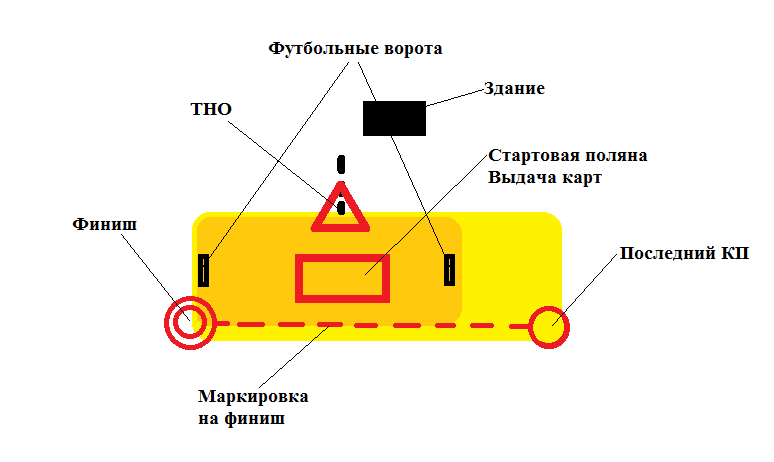 Футбольные ворота
Здание
ТНО
Стартовая поляна
Выдача карт
Финиш
Последний КП
Маркировка
на финиш